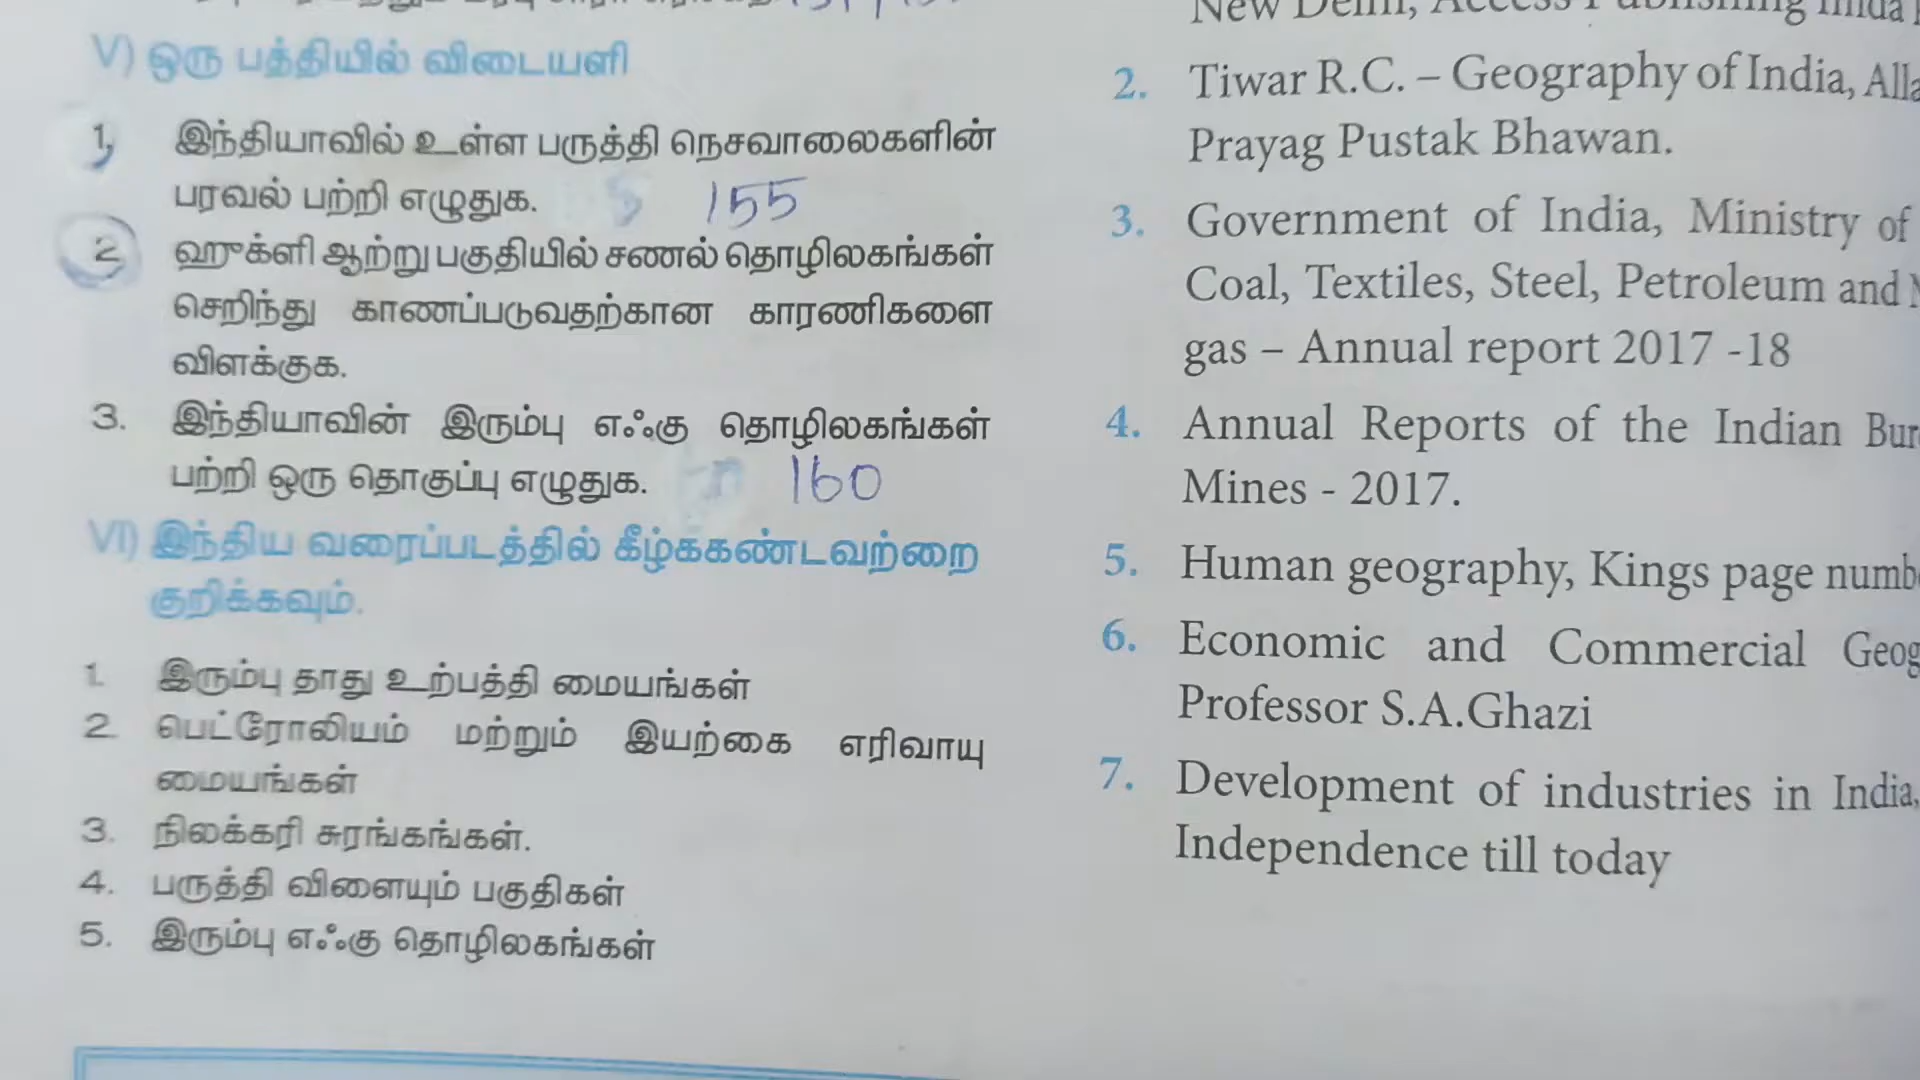 V) ஒரு பத்தியில் விடையளி
1. இந்தியாவில் உள்ள பருத்தி நெசவாலைகளின்
பரவல் பற்றி எழுதுக. 155
2 ஹுக்ளி ஆற்று பகுதியில் சணல் தொழிலகங்கள்
செறிந்து காணப்படுவதற்கான காரணிகளை
விளக்குக.
3. இந்தியாவின் இரும்பு எஃகு தொழிலகங்கள்
பற்றி ஒரு தொகுப்பு எழுதுக. 160
VI) இந்திய வரைப்படத்தில் கீழ்ககண்டவற்றை
குறிக்கவும்.
1. இரும்பு தாது உற்பத்தி மையங்கள்
2. பெட்ரோலியம் மற்றும் இயற்கை எரிவாயு
மையங்கள்
3. நிலக்கரி சுரங்கங்கள்.
4. பருத்தி விளையும் பகுதிகள்
5. இரும்பு எஃகு தொழிலகங்கள்
New Delhi, Access Publishing India
2. Tiwar R.C. – Geography of India,
Prayag Pustak Bhawan.
3. Government of India, Ministry of
Coal, Textiles, Steel, Petroleum and
gas – Annual report 2017 -18
4. Annual Reports of the Indian
Mines - 2017.
5. Human geography, Kings page
6. Economic and Commercial
Professor S.A.Ghazi
7. Development of industries in India,
Independence till today